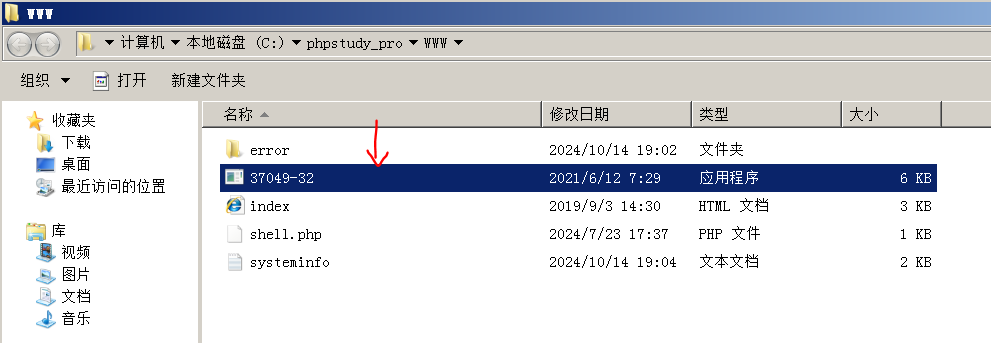 WWW
计算机 本地磁盘 (C:) phpstudy_pro WWW
组织 打开 新建文件夹
名称 修改日期 类型 大小
收藏夹
下载
桌面
最近访问的位置
库
视频
图片
文档
音乐
error 2024/10/14 19:02 文件夹
37049-32 2021/6/12 7:29 应用程序 6 KB
index 2019/9/3 14:30 HTML 文档 3 KB
shell.php 2024/7/23 17:37 PHP 文件 1 KB
systeminfo 2024/10/14 19:04 文本文档 2 KB